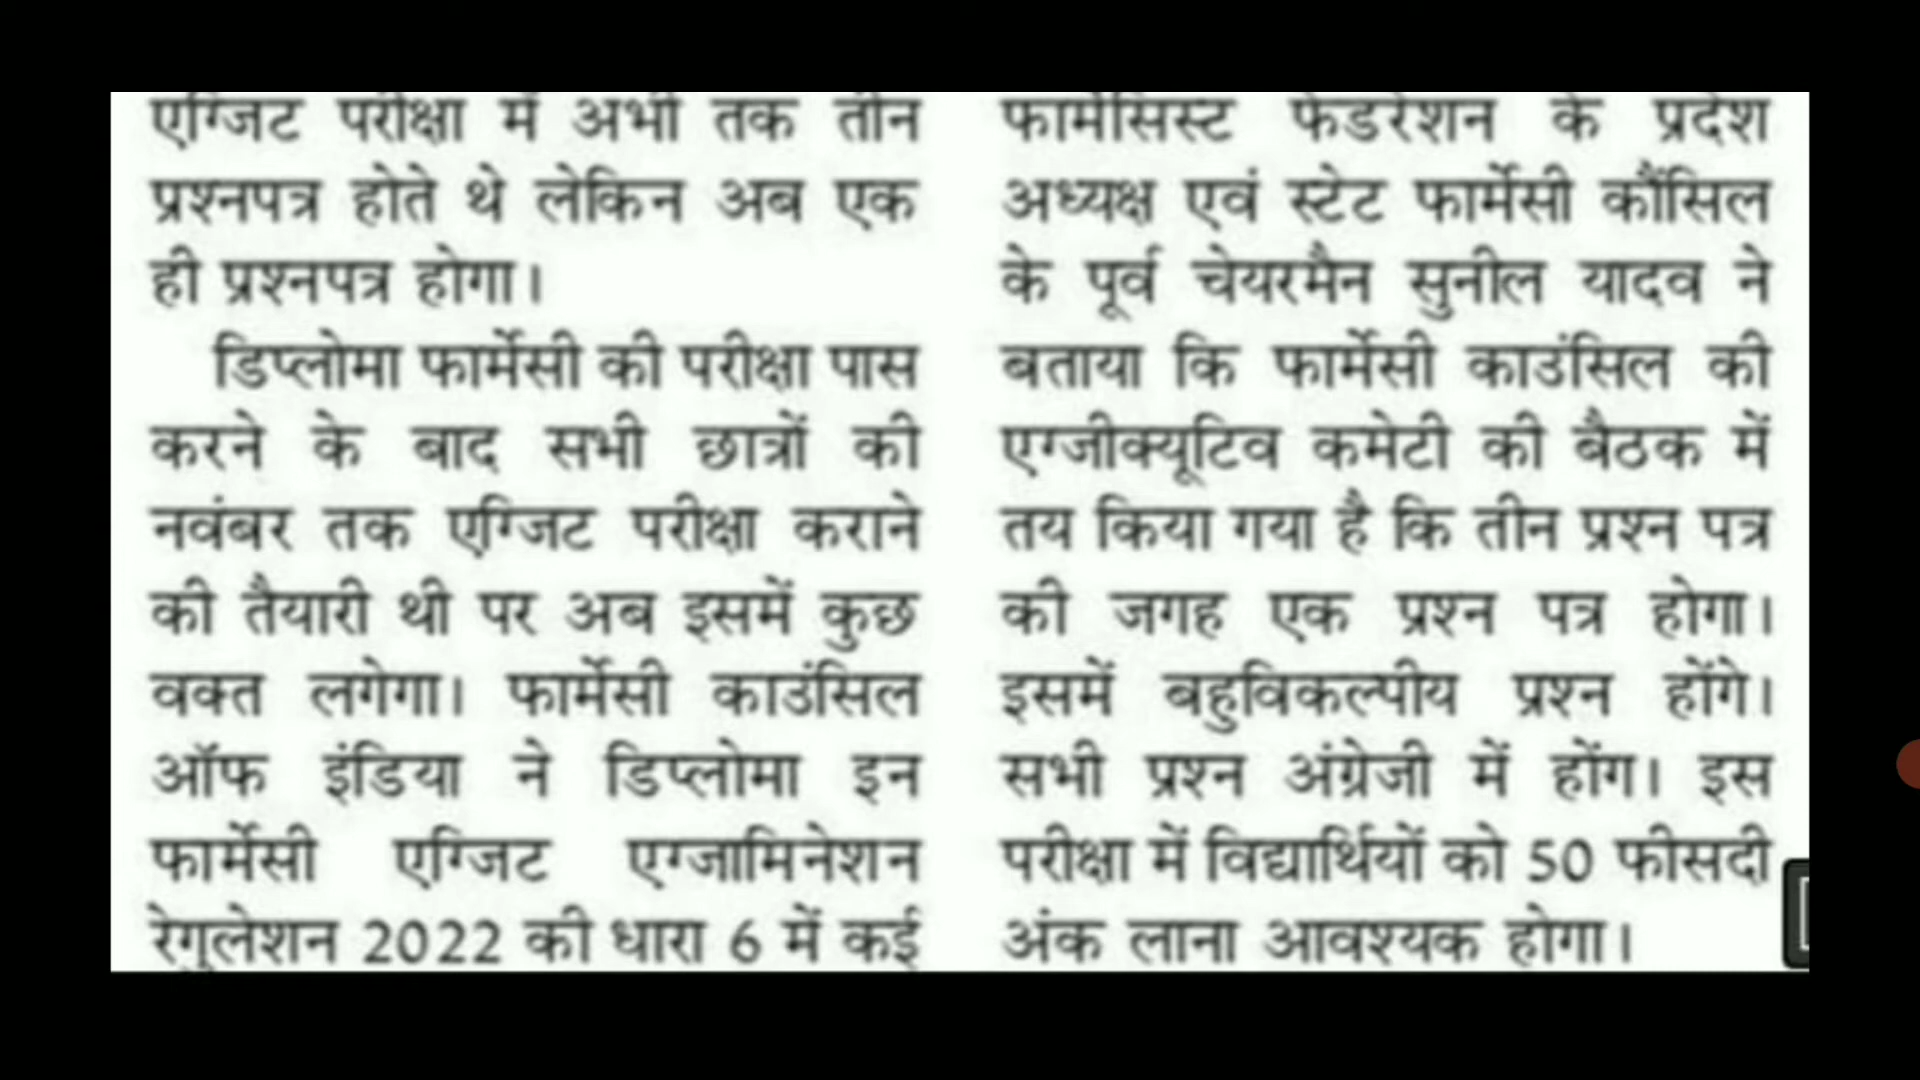 एग्जिट परीक्षा में अभी तक तीन
प्रश्नपत्र होते थे लेकिन अब एक
ही प्रश्नपत्र होगा।
डिप्लोमा फार्मेसी की परीक्षा पास
करने के बाद सभी छात्रों की
नवंबर तक एग्जिट परीक्षा कराने
की तैयारी थी पर अब इसमें कुछ
वक्त लगेगा। फार्मेसी काउंसिल
ऑफ इंडिया ने डिप्लोमा इन
फार्मेसी एग्जिट एग्जामिनेशन
रेगुलेशन 2022 की धारा 6 में कई
फार्मेसिस्ट फेडरेशन के प्रदेश
अध्यक्ष एवं स्टेट फार्मेसी कौंसिल
के पूर्व चेयरमैन सुनील यादव ने
बताया कि फार्मेसी काउंसिल की
एग्जीक्यूटिव कमेटी की बैठक में
तय किया गया है कि तीन प्रश्न पत्र
की जगह एक प्रश्न पत्र होगा।
इसमें बहुविकल्पीय प्रश्न होंगे।
सभी प्रश्न अंग्रेजी में होंग। इस
परीक्षा में विद्यार्थियों को 50 फीसदी
अंक लाना आवश्यक होगा।